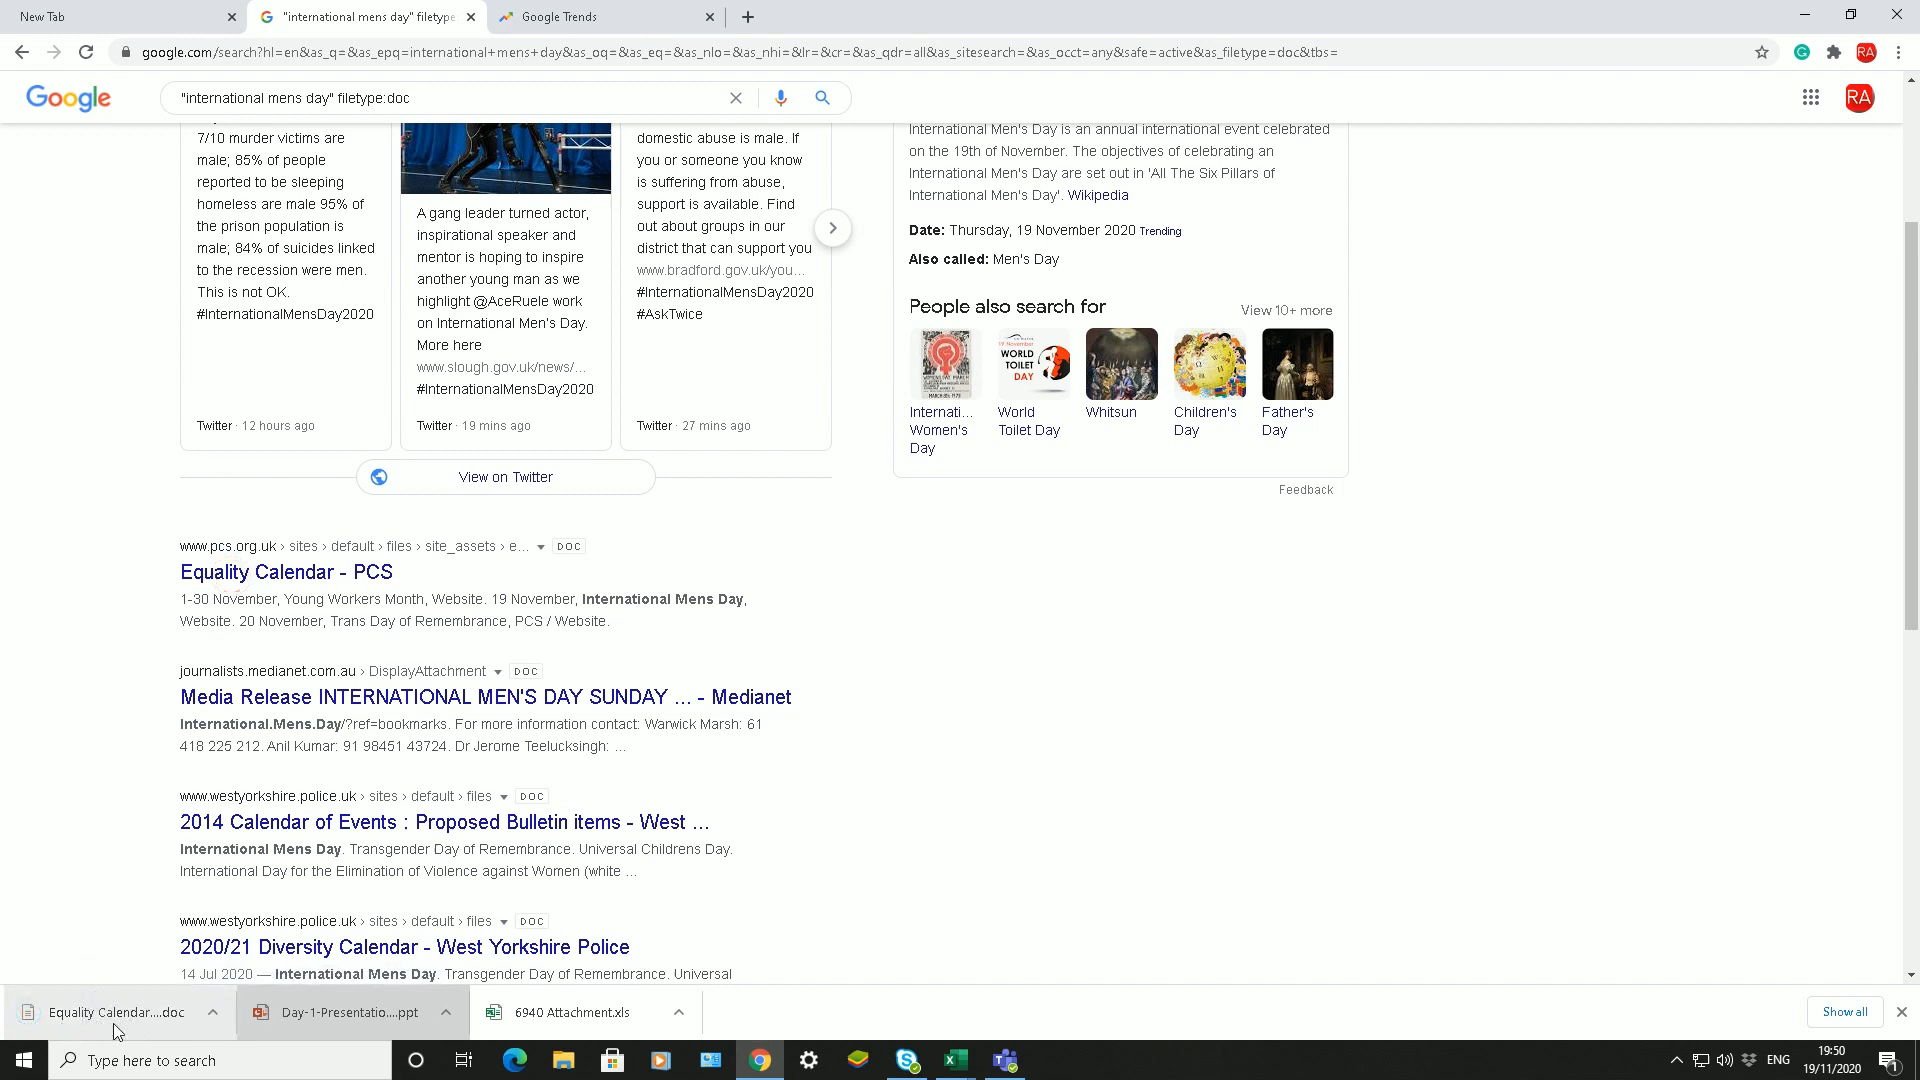 New Tab
"international mens day" filetype:
Google Trends
google.com/search?hl=en&as_q=&as_epq=international+mens+day&as_oq=&as_eq=&as_nlo=&as_nhi=&lr=&cr=&as_qdr=all&as_sitesearch=&as_occt=any&safe=active&as_filetype=doc&tbs=
RA
Google
"international mens day" filetype:doc
RA
7/10 murder victims are
male; 85% of people
reported to be sleeping
homeless are male 95% of
the prison population is
male; 84% of suicides linked
to the recession were men.
This is not OK.
#InternationalMensDay2020
Twitter · 12 hours ago
A gang leader turned actor,
inspirational speaker and
mentor is hoping to inspire
another young man as we
highlight @AceRuele work
on International Men's Day.
More here
www.slough.gov.uk/news/...
#InternationalMensDay2020
Twitter · 19 mins ago
domestic abuse is male. If
you or someone you know
is suffering from abuse,
support is available. Find
out about groups in our
district that can support you
www.bradford.gov.uk/you...
#InternationalMensDay2020
#AskTwice
Twitter · 27 mins ago
View on Twitter
International Men's Day is an annual international event celebrated
on the 19th of November. The objectives of celebrating an
International Men's Day are set out in 'All The Six Pillars of
International Men's Day'. Wikipedia
Date: Thursday, 19 November 2020 Trending
Also called: Men's Day
People also search for
View 10+ more
19 November
WORLD
TOILET
DAY
Internati...
Women's
Day
World
Toilet Day
Whitsun
Children's
Day
Father's
Day
Feedback
www.pcs.org.uk › sites › default › files › site_assets › e... DOC
Equality Calendar - PCS
1-30 November, Young Workers Month, Website. 19 November, International Mens Day,
Website. 20 November, Trans Day of Remembrance, PCS / Website.
journalists.medianet.com.au › DisplayAttachment DOC
Media Release INTERNATIONAL MEN'S DAY SUNDAY ... - Medianet
International.Mens.Day/?ref=bookmarks. For more information contact: Warwick Marsh: 61
418 225 212. Anil Kumar: 91 98451 43724. Dr Jerome Teelucksingh: ...
www.westyorkshire.police.uk › sites › default › files DOC
2014 Calendar of Events : Proposed Bulletin items - West ...
International Mens Day. Transgender Day of Remembrance. Universal Childrens Day.
International Day for the Elimination of Violence against Women (white ...
www.westyorkshire.police.uk › sites › default › files DOC
2020/21 Diversity Calendar - West Yorkshire Police
14 Jul 2020 — International Mens Day. Transgender Day of Remembrance. Universal
Equality Calendar....doc
Day-1-Presentatio....ppt
6940 Attachment.xls
Show all
Type here to search
ENG
19:50
19/11/2020
1